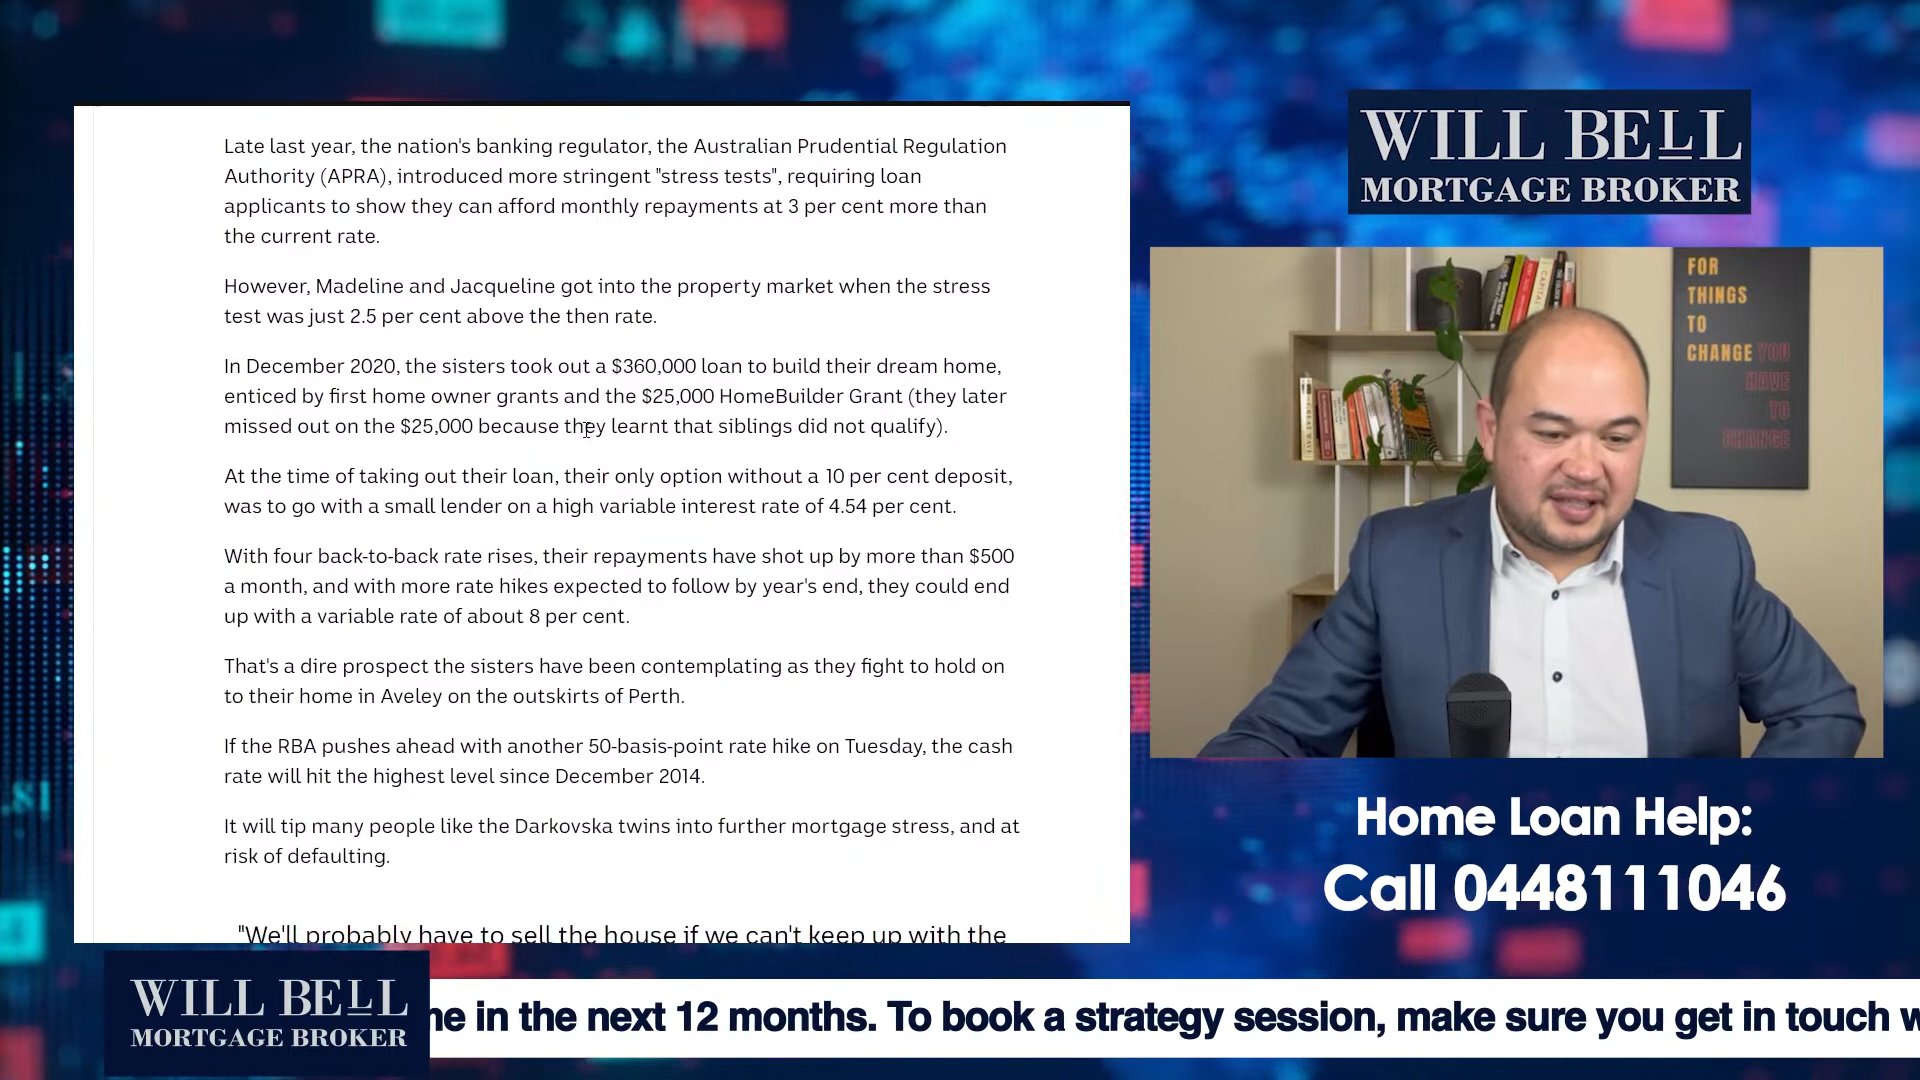 Late last year, the nation's banking regulator, the Australian Prudential Regulation
Authority (APRA), introduced more stringent "stress tests", requiring loan
applicants to show they can afford monthly repayments at 3 per cent more than
the current rate.
However, Madeline and Jacqueline got into the property market when the stress
test was just 2.5 per cent above the then rate.
In December 2020, the sisters took out a $360,000 loan to build their dream home,
enticed by first home owner grants and the $25,000 HomeBuilder Grant (they later
missed out on the $25,000 because they learnt that siblings did not qualify).
At the time of taking out their loan, their only option without a 10 per cent deposit,
was to go with a small lender on a high variable interest rate of 4.54 per cent.
With four back-to-back rate rises, their repayments have shot up by more than $500
a month, and with more rate hikes expected to follow by year's end, they could end
up with a variable rate of about 8 per cent.
That's a dire prospect the sisters have been contemplating as they fight to hold on
to their home in Aveley on the outskirts of Perth.
If the RBA pushes ahead with another 50-basis-point rate hike on Tuesday, the cash
rate will hit the highest level since December 2014.
It will tip many people like the Darkovska twins into further mortgage stress, and at
risk of defaulting.
"We'll probably have to sell the house if we can't keep up with the
WILL BELL
MORTGAGE BROKER
FOR
THINGS
TO
CHANGE YOU
HAVE
TO
CHANGE
Home Loan Help:
Call 0448111046
WILL BELL
MORTGAGE BROKER
in the next 12 months. To book a strategy session, make sure you get in touch